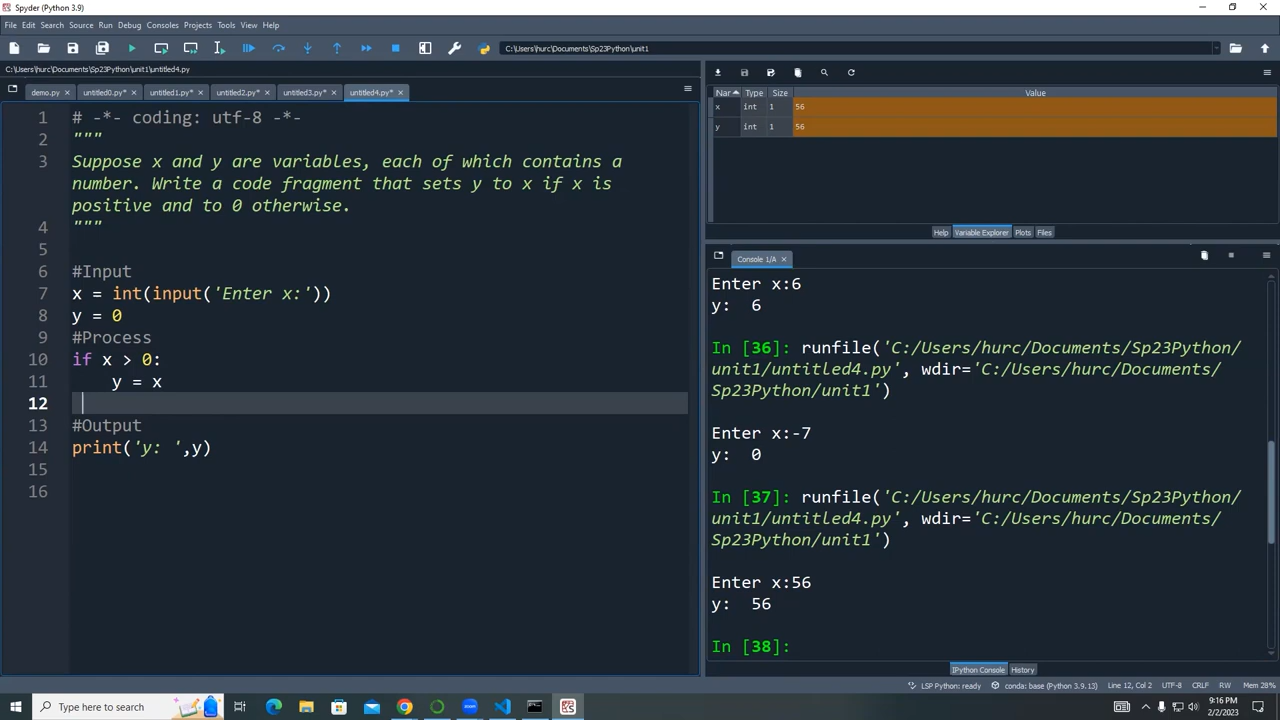 Spyder (Python 3.9)
File Edit Search Source Run Debug Consoles Projects Tools View Help
C:\Users\hurc\Documents\Sp23Python\unit1
C:\Users\hurc\Documents\Sp23Python\unit1\untitled4.py
demo.py untitled0.py* untitled1.py* untitled2.py* untitled3.py* untitled4.py*
1 # -*- coding: utf-8 -*-
2 """
3 Suppose x and y are variables, each of which contains a
number. Write a code fragment that sets y to x if x is
positive and to 0 otherwise.
4 """
5
6 #Input
7 x = int(input('Enter x:'))
8 y = 0
9 #Process
10 if x > 0:
11     y = x
12
13 #Output
14 print('y: ',y)
15
16
Nar Type Size Value
x int 1 56
y int 1 56
Help Variable Explorer Plots Files
Console 1/A
Enter x:6
y:  6
In [36]: runfile('C:/Users/hurc/Documents/Sp23Python/
unit1/untitled4.py', wdir='C:/Users/hurc/Documents/
Sp23Python/unit1')
Enter x:-7
y:  0
In [37]: runfile('C:/Users/hurc/Documents/Sp23Python/
unit1/untitled4.py', wdir='C:/Users/hurc/Documents/
Sp23Python/unit1')
Enter x:56
y:  56
In [38]:
IPython Console History
LSP Python: ready conda: base (Python 3.9.13) Line 12, Col 2 UTF-8 CRLF RW Mem 28%
Type here to search
9:16 PM
2/2/2023